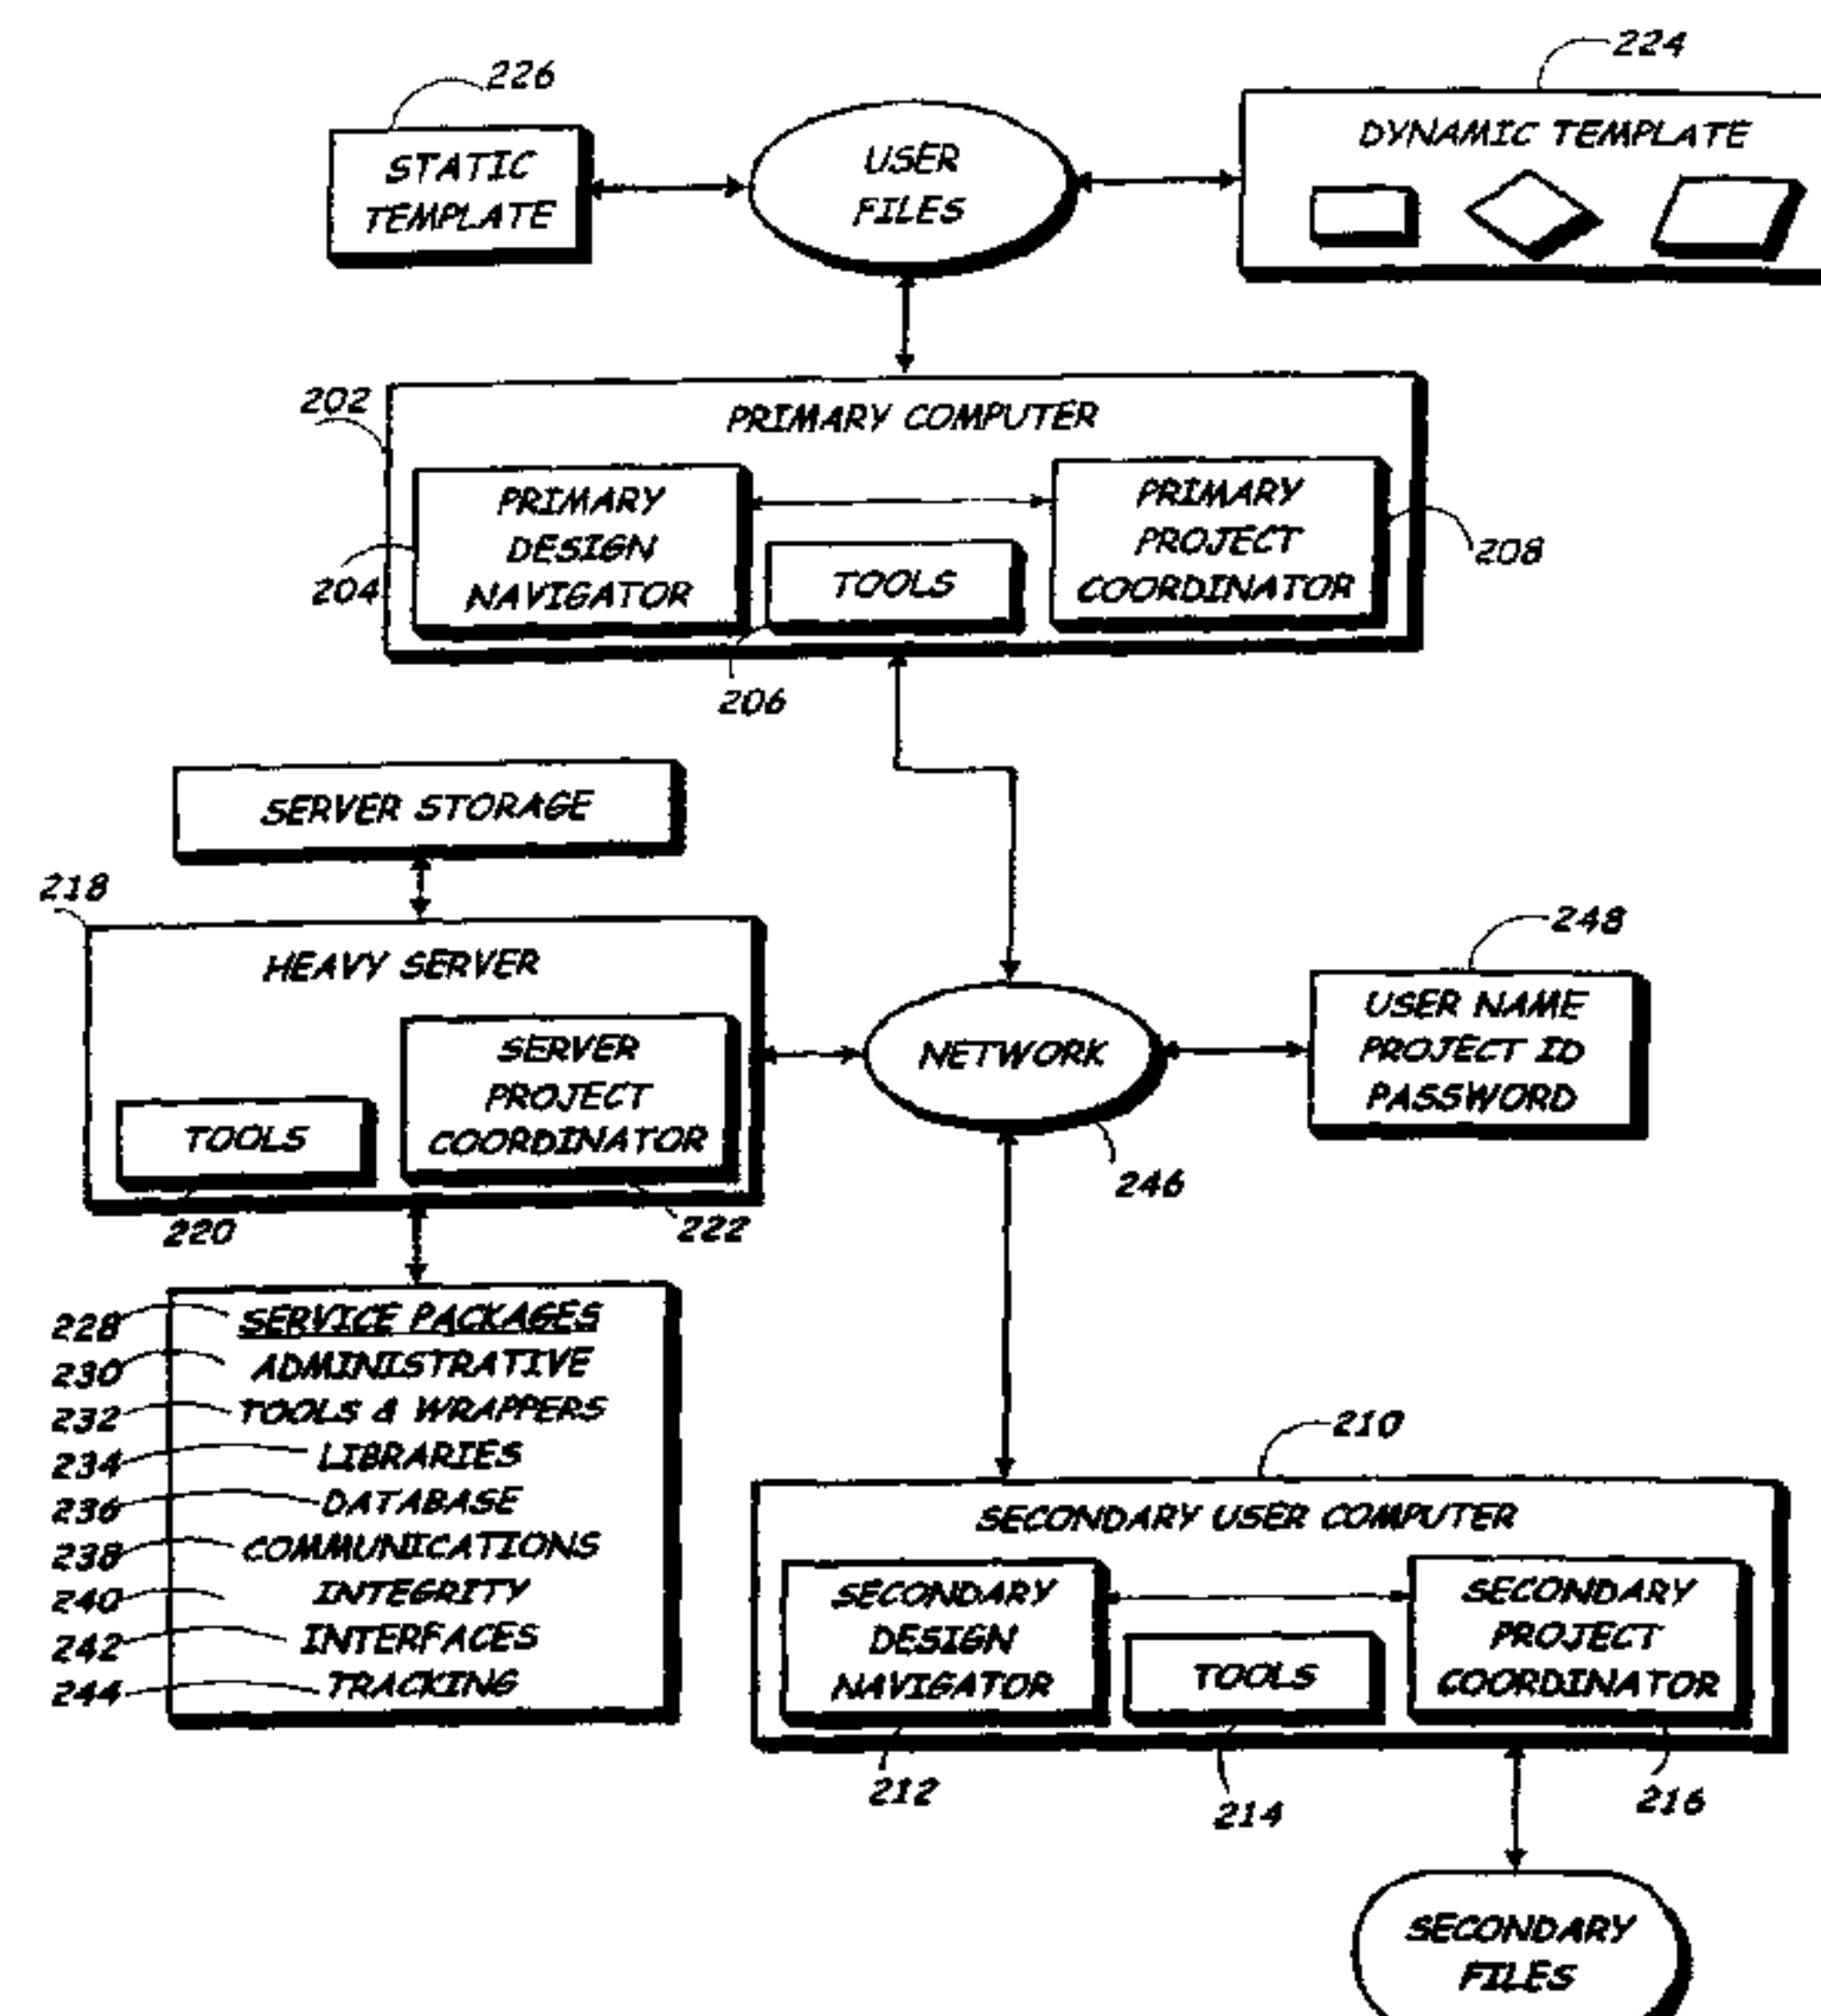 226
224
STATIC
TEMPLATE
USER
FILES
DYNAMIC TEMPLATE
202
PRIMARY COMPUTER
PRIMARY
DESIGN
NAVIGATOR
TOOLS
PRIMARY
PROJECT
COORDINATOR
204
208
206
SERVER STORAGE
218
HEAVY SERVER
SERVER
PROJECT
COORDINATOR
TOOLS
220
222
NETWORK
246
248
USER NAME
PROJECT ID
PASSWORD
228 SERVICE PACKAGES
230 ADMINISTRATIVE
232 TOOLS & WRAPPERS
234 LIBRARIES
236 DATABASE
238 COMMUNICATIONS
240 INTEGRITY
242 INTERFACES
244 TRACKING
210
SECONDARY USER COMPUTER
SECONDARY
DESIGN
NAVIGATOR
TOOLS
SECONDARY
PROJECT
COORDINATOR
212
214
216
SECONDARY
FILES